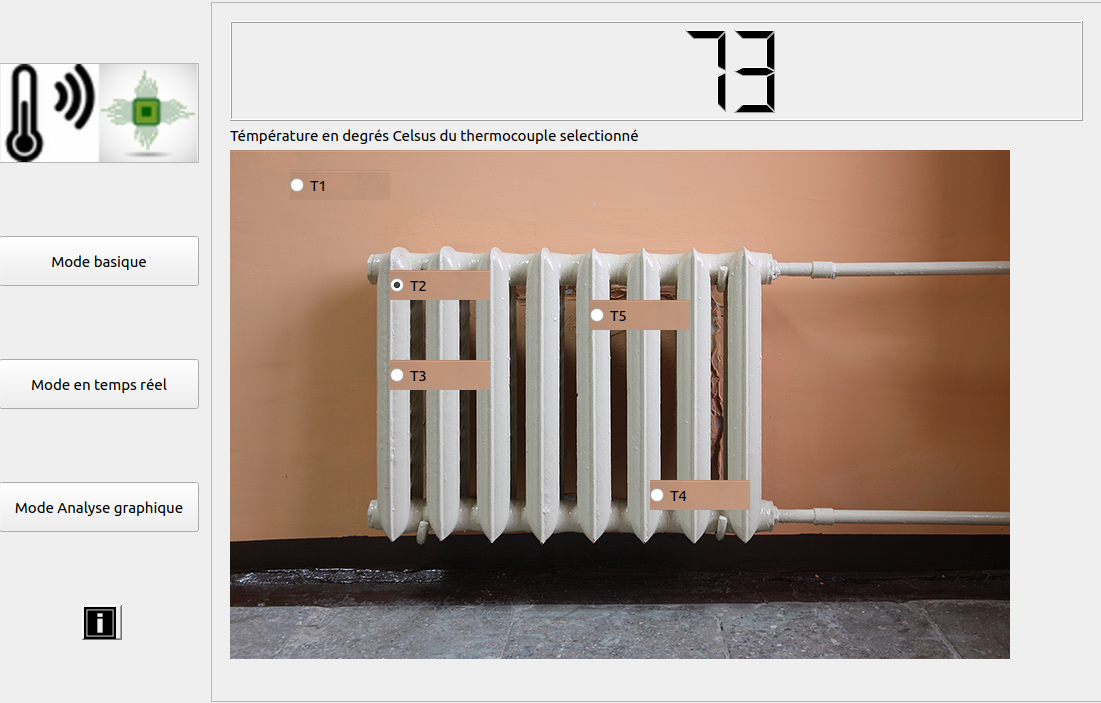 73
Témpérature en degrés Celsus du thermocouple selectionné
T1
Mode basique
T2
T5
T3
Mode en temps réel
T4
Mode Analyse graphique
i